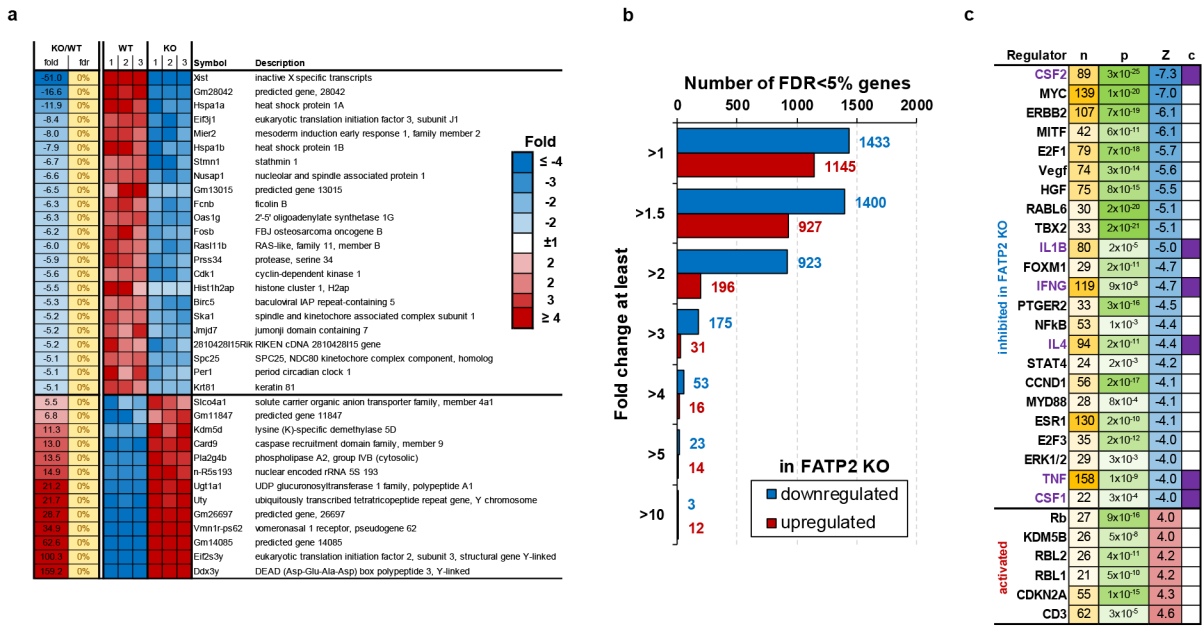 a
KO/WT WT KO
fold fdr 1 2 3 1 2 3 Symbol Description
-51.0 0% Xist inactive X specific transcripts
-16.6 0% Gm28042 predicted gene, 28042
-11.9 0% Hspa1a heat shock protein 1A
-8.4 0% Eif3j1 eukaryotic translation initiation factor 3, subunit J1
-8.0 0% Mier2 mesoderm induction early response 1, family member 2
-7.9 0% Hspa1b heat shock protein 1B
-6.7 0% Stmn1 stathmin 1
-6.6 0% Nusap1 nucleolar and spindle associated protein 1
-6.5 0% Gm13015 predicted gene 13015
-6.3 0% Fcnb ficolin B
-6.3 0% Oas1g 2'-5' oligoadenylate synthetase 1G
-6.2 0% Fosb FBJ osteosarcoma oncogene B
-6.0 0% Rasl11b RAS-like, family 11, member B
-5.9 0% Prss34 protease, serine 34
-5.6 0% Cdk1 cyclin-dependent kinase 1
-5.5 0% Hist1h2ap histone cluster 1, H2ap
-5.3 0% Birc5 baculoviral IAP repeat-containing 5
-5.2 0% Ska1 spindle and kinetochore associated complex subunit 1
-5.2 0% Jmjd7 jumonji domain containing 7
-5.2 0% 2810428I15Rik RIKEN cDNA 2810428I15 gene
-5.1 0% Spc25 SPC25, NDC80 kinetochore complex component, homolog
-5.1 0% Per1 period circadian clock 1
-5.1 0% Krt81 keratin 81
5.5 0% Slco4a1 solute carrier organic anion transporter family, member 4a1
6.8 0% Gm11847 predicted gene 11847
11.3 0% Kdm5d lysine (K)-specific demethylase 5D
13.0 0% Card9 caspase recruitment domain family, member 9
13.5 0% Pla2g4b phospholipase A2, group IVB (cytosolic)
14.9 0% n-R5s193 nuclear encoded rRNA 5S 193
21.2 0% Ugt1a1 UDP glucuronosyltransferase 1 family, polypeptide A1
21.7 0% Uty ubiquitously transcribed tetratricopeptide repeat gene, Y chromosome
26.7 0% Gm26697 predicted gene, 26697
34.9 0% Vmn1r-ps62 vomeronasal 1 receptor, pseudogene 62
62.6 0% Gm14085 predicted gene 14085
106.3 0% Eif2s3y eukaryotic translation initiation factor 2, subunit 3, structural gene Y-linked
159.2 0% Ddx3y DEAD (Asp-Glu-Ala-Asp) box polypeptide 3, Y-linked
Fold
≤ -4
-3
-2
-2
±1
2
2
3
≥ 4
b
Number of FDR<5% genes
0 500 1000 1500 2000
Fold change at least
>1 1433
1145
>1.5 1400
927
>2 923
196
>3 175
31
>4 53
16
>5 23
14
>10 3
12
in FATP2 KO
downregulated
upregulated
c
Regulator n p Z c
inhibited in FATP2 KO
CSF2 89 3x10⁻²⁵ -7.3
MYC 139 1x10⁻²⁰ -7.0
ERBB2 107 7x10⁻¹⁹ -6.1
MITF 42 6x10⁻¹¹ -6.1
E2F1 79 7x10⁻¹⁸ -5.7
Vegf 74 3x10⁻¹⁴ -5.6
HGF 75 8x10⁻¹⁵ -5.5
RABL6 30 2x10⁻²⁰ -5.1
TBX2 33 2x10⁻²¹ -5.1
IL1B 80 2x10⁻⁵ -5.0
FOXM1 29 2x10⁻¹¹ -4.7
IFNG 119 9x10⁻⁸ -4.7
PTGER2 33 3x10⁻¹⁶ -4.5
NFkB 53 1x10⁻³ -4.4
IL4 94 2x10⁻¹¹ -4.4
STAT4 24 2x10⁻³ -4.2
CCND1 56 2x10⁻¹⁷ -4.1
MYD88 28 8x10⁻⁴ -4.1
ESR1 130 2x10⁻¹⁰ -4.1
E2F3 35 2x10⁻¹² -4.0
ERK1/2 29 3x10⁻³ -4.0
TNF 158 1x10⁻⁹ -4.0
CSF1 22 3x10⁻⁴ -4.0
activated
Rb 27 9x10⁻¹⁶ 4.0
KDM5B 26 5x10⁻⁸ 4.0
RBL2 26 4x10⁻¹¹ 4.2
RBL1 21 5x10⁻¹⁰ 4.2
CDKN2A 55 1x10⁻¹⁵ 4.3
CD3 62 3x10⁻⁵ 4.6